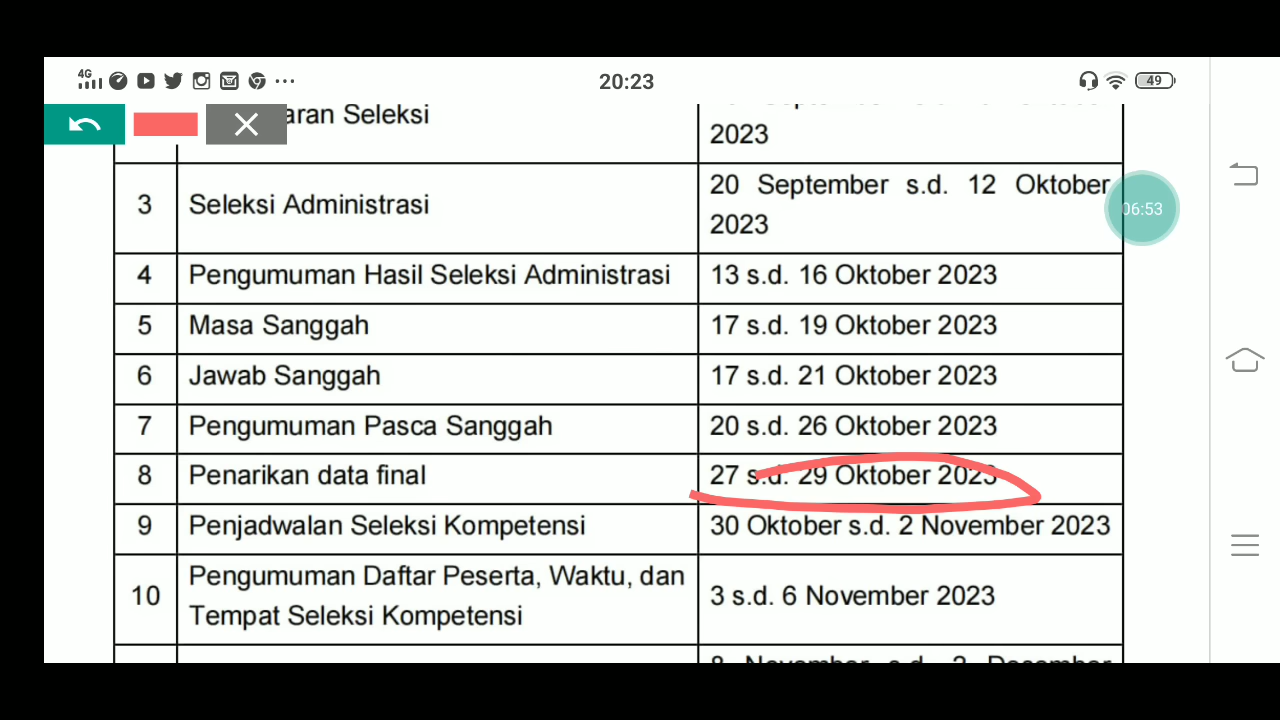 4G
20:23
49
aran Seleksi
2023
06:53
3
Seleksi Administrasi
20 September s.d. 12 Oktober
2023
4
Pengumuman Hasil Seleksi Administrasi
13 s.d. 16 Oktober 2023
5
Masa Sanggah
17 s.d. 19 Oktober 2023
6
Jawab Sanggah
17 s.d. 21 Oktober 2023
7
Pengumuman Pasca Sanggah
20 s.d. 26 Oktober 2023
8
Penarikan data final
27 s.d. 29 Oktober 2023
9
Penjadwalan Seleksi Kompetensi
30 Oktober s.d. 2 November 2023
10
Pengumuman Daftar Peserta, Waktu, dan
Tempat Seleksi Kompetensi
3 s.d. 6 November 2023